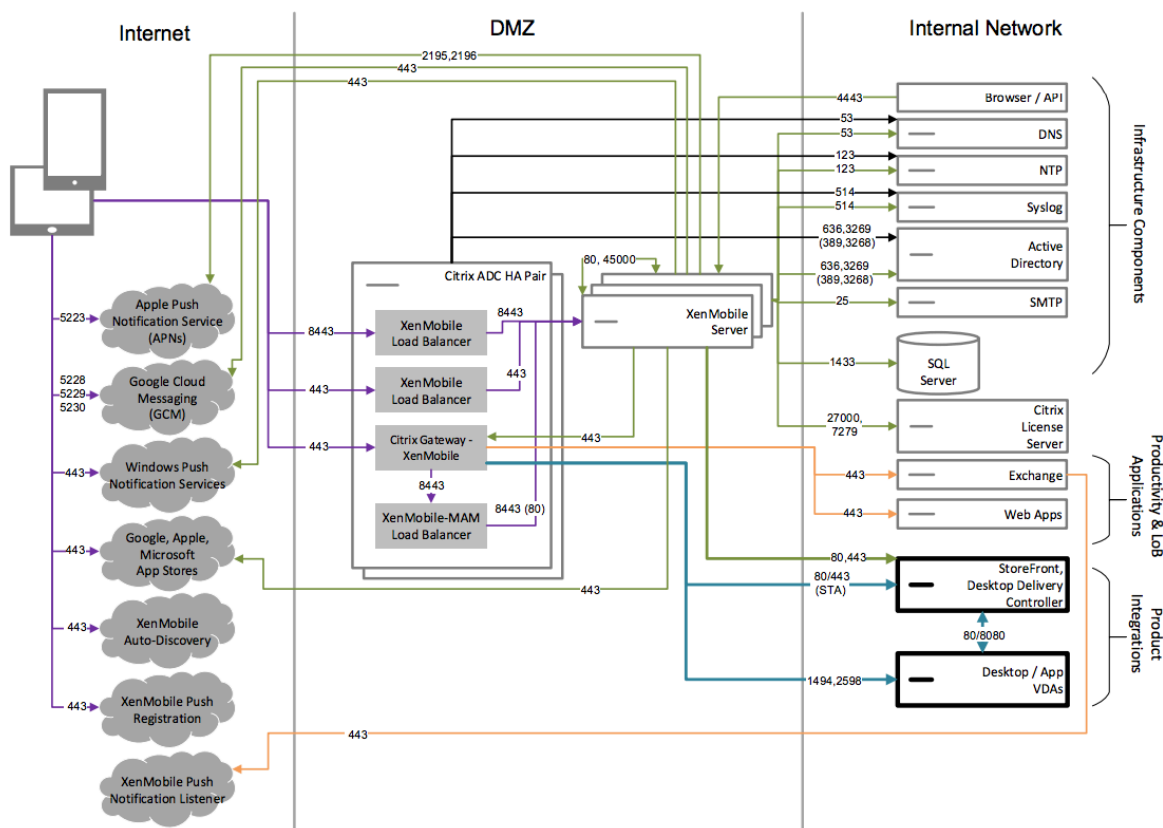 Internet
DMZ
Internal Network
2195,2196
443
443
4443
Browser / API
53
53
DNS
123
123
NTP
514
514
Syslog
636,3269
(389,3268)
636,3269
(389,3268)
Active
Directory
25
SMTP
1433
SQL
Server
27000,
7279
Citrix
License
Server
Infrastructure
Components
80, 45000
XenMobile
Server
Citrix ADC HA Pair
8443
XenMobile
Load Balancer
8443
443
443
XenMobile
Load Balancer
443
Citrix Gateway -
XenMobile
443
8443
8443 (80)
XenMobile-MAM
Load Balancer
443
Exchange
443
Web Apps
Productivity & LoB
Applications
80,443
80/443
(STA)
StoreFront,
Desktop Delivery
Controller
80/8080
1494,2598
Desktop / App
VDAs
Product
Integrations
5223
Apple Push
Notification Service
(APNs)
5228
5229
5230
Google Cloud
Messaging
(GCM)
443
Windows Push
Notification Services
443
Google, Apple,
Microsoft
App Stores
443
443
XenMobile
Auto-Discovery
443
XenMobile Push
Registration
443
XenMobile Push
Notification Listener